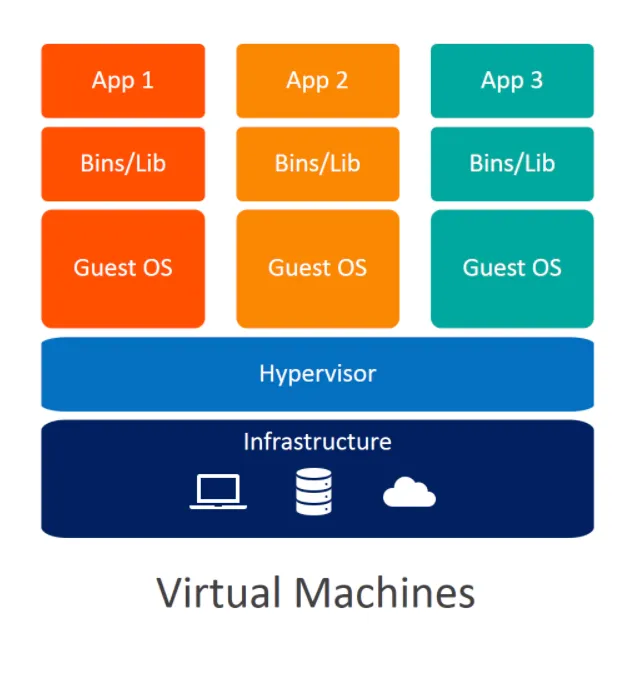 App 1
App 2
App 3
Bins/Lib
Bins/Lib
Bins/Lib
Guest OS
Guest OS
Guest OS
Hypervisor
Infrastructure
Virtual Machines